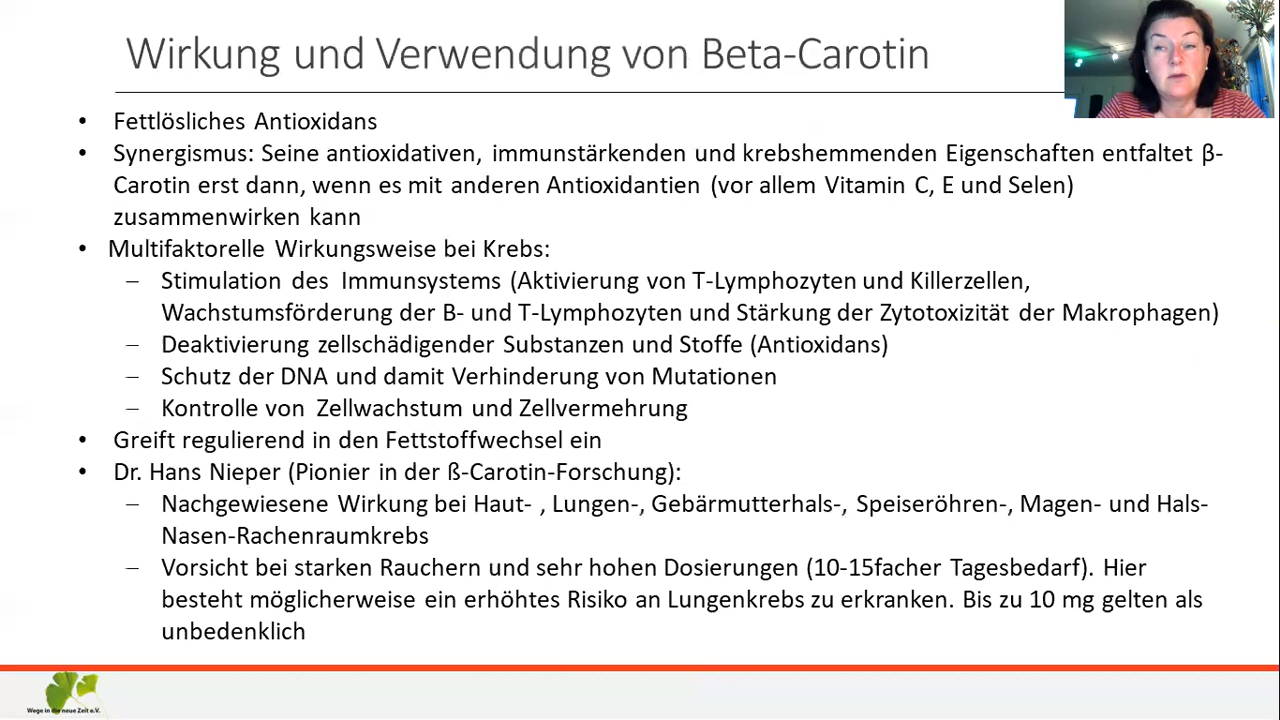 Wirkung und Verwendung von Beta-Carotin
• Fettlösliches Antioxidans
• Synergismus: Seine antioxidativen, immunstärkenden und krebshemmenden Eigenschaften entfaltet β-
Carotin erst dann, wenn es mit anderen Antioxidantien (vor allem Vitamin C, E und Selen)
zusammenwirken kann
• Multifaktorelle Wirkungsweise bei Krebs:
– Stimulation des Immunsystems (Aktivierung von T-Lymphozyten und Killerzellen,
Wachstumsförderung der B- und T-Lymphozyten und Stärkung der Zytotoxizität der Makrophagen)
– Deaktivierung zellschädigender Substanzen und Stoffe (Antioxidans)
– Schutz der DNA und damit Verhinderung von Mutationen
– Kontrolle von Zellwachstum und Zellvermehrung
• Greift regulierend in den Fettstoffwechsel ein
• Dr. Hans Nieper (Pionier in der ß-Carotin-Forschung):
– Nachgewiesene Wirkung bei Haut- , Lungen-, Gebärmutterhals-, Speiseröhren-, Magen- und Hals-
Nasen-Rachenraumkrebs
– Vorsicht bei starken Rauchern und sehr hohen Dosierungen (10-15facher Tagesbedarf). Hier
besteht möglicherweise ein erhöhtes Risiko an Lungenkrebs zu erkranken. Bis zu 10 mg gelten als
unbedenklich
Wege in die neue Zeit e.V.